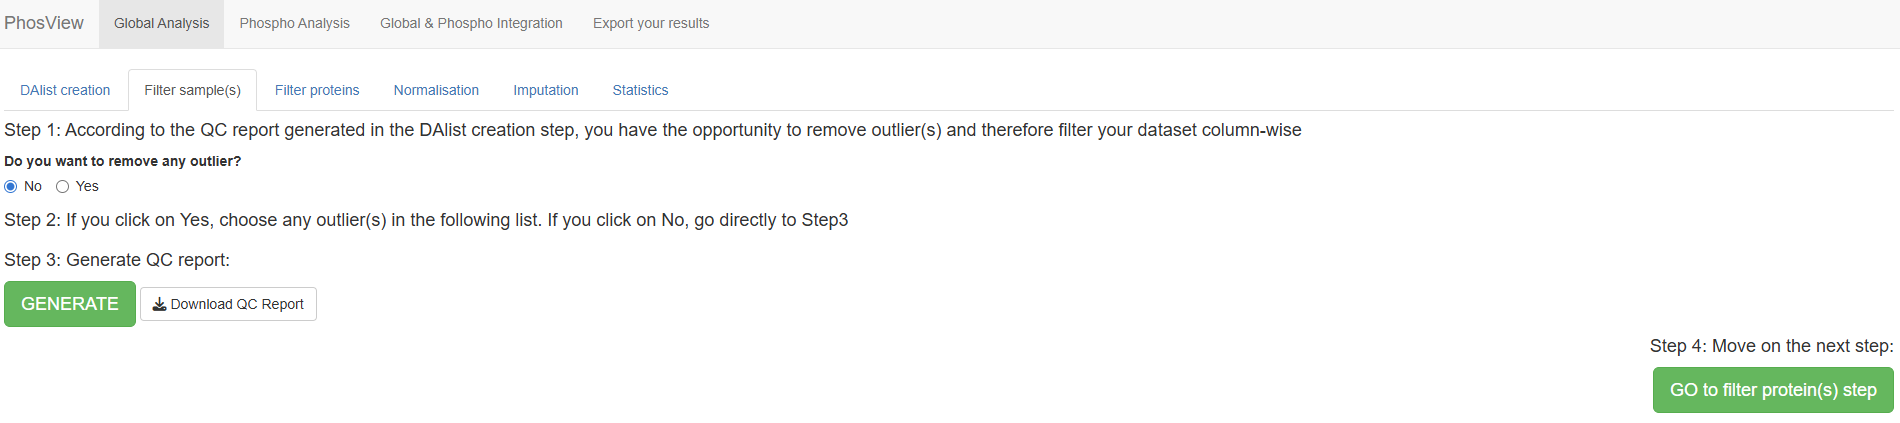 PhosView Global Analysis Phospho Analysis Global & Phospho Integration Export your results
DAlist creation Filter sample(s) Filter proteins Normalisation Imputation Statistics
Step 1: According to the QC report generated in the DAlist creation step, you have the opportunity to remove outlier(s) and therefore filter your dataset column-wise
Do you want to remove any outlier?
No Yes
Step 2: If you click on Yes, choose any outlier(s) in the following list. If you click on No, go directly to Step3
Step 3: Generate QC report:
GENERATE Download QC Report
Step 4: Move on the next step:
GO to filter protein(s) step